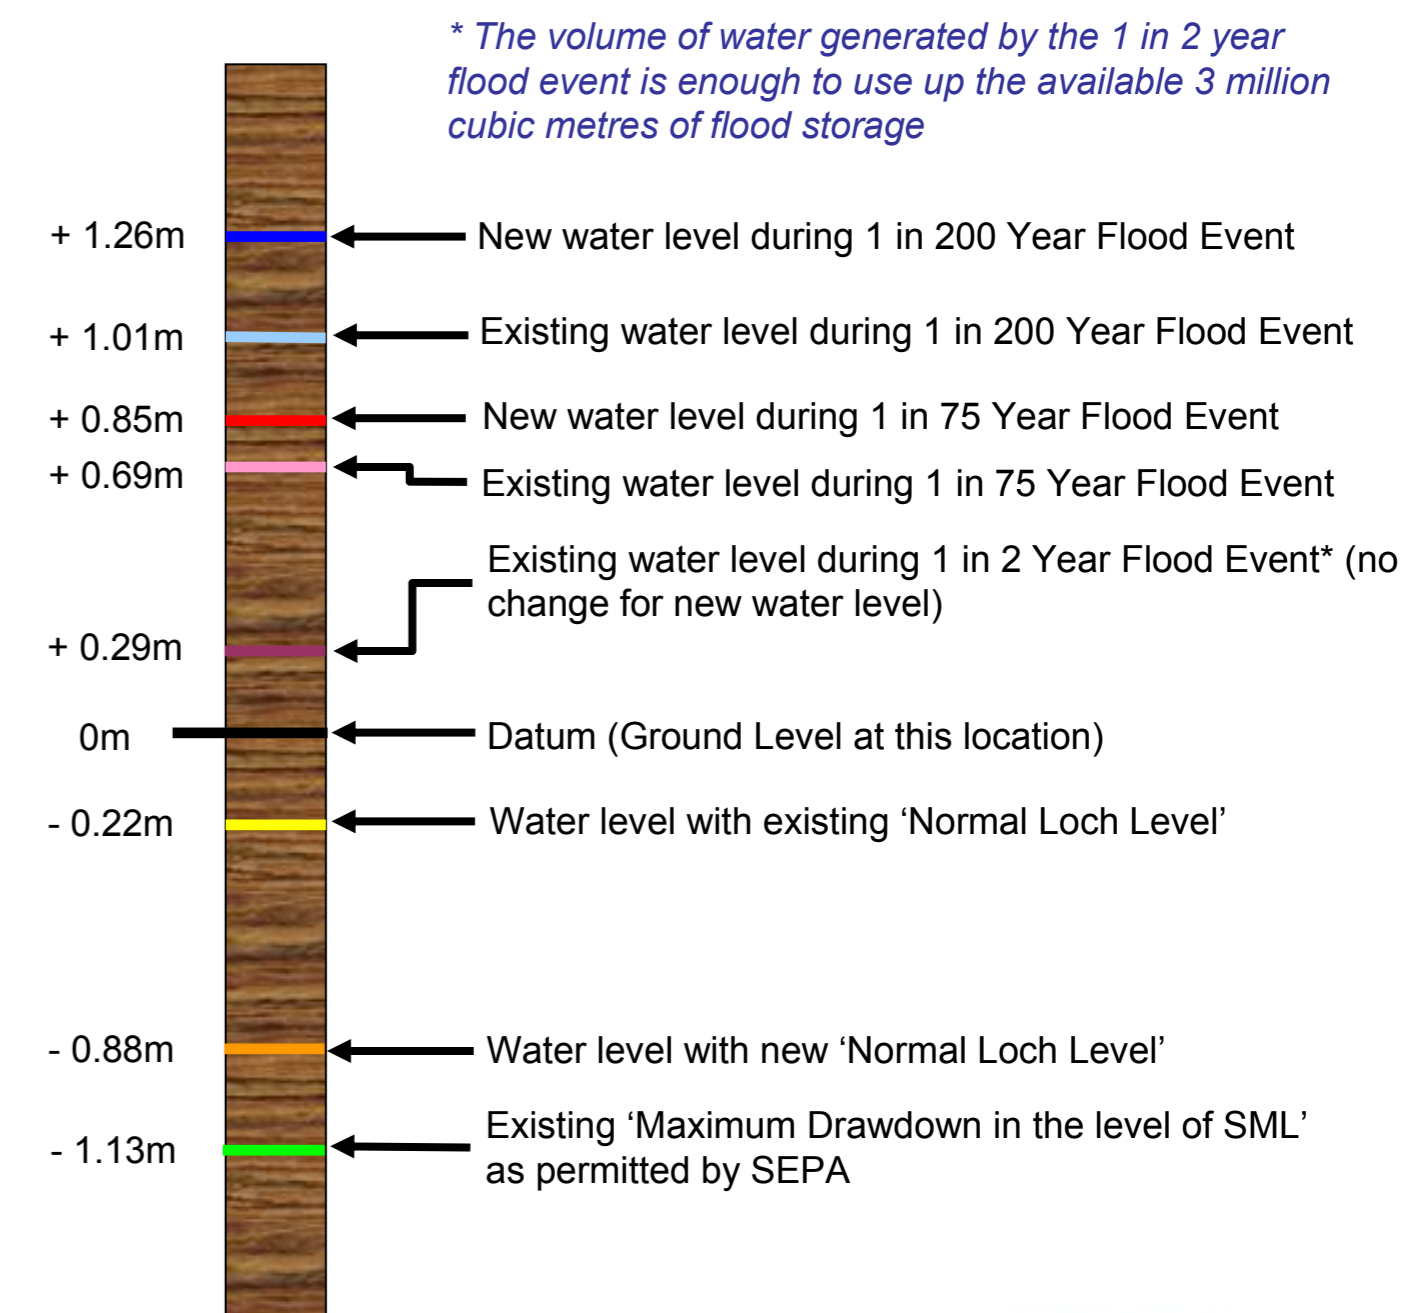 * The volume of water generated by the 1 in 2 year
flood event is enough to use up the available 3 million
cubic metres of flood storage
+ 1.26m
New water level during 1 in 200 Year Flood Event
+ 1.01m
Existing water level during 1 in 200 Year Flood Event
+ 0.85m
New water level during 1 in 75 Year Flood Event
+ 0.69m
Existing water level during 1 in 75 Year Flood Event
Existing water level during 1 in 2 Year Flood Event* (no
change for new water level)
+ 0.29m
0m
Datum (Ground Level at this location)
- 0.22m
Water level with existing ‘Normal Loch Level’
- 0.88m
Water level with new ‘Normal Loch Level’
- 1.13m
Existing ‘Maximum Drawdown in the level of SML’
as permitted by SEPA